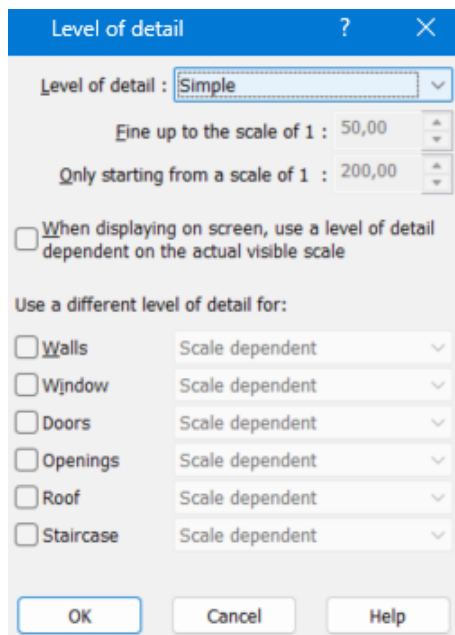 Level of detail ?
Level of detail : Simple
Fine up to the scale of 1 : 50,00
Only starting from a scale of 1 : 200,00
When displaying on screen, use a level of detail
dependent on the actual visible scale
Use a different level of detail for:
Walls Scale dependent
Window Scale dependent
Doors Scale dependent
Openings Scale dependent
Roof Scale dependent
Staircase Scale dependent
OK Cancel Help